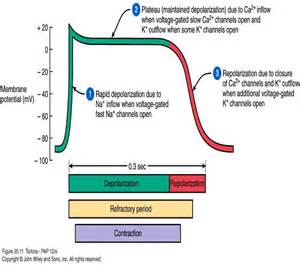 2 Plateau (maintained depolarization) due to Ca2+ inflow
when voltage-gated slow Ca2+ channels open and
K+ outflow when some K+ channels open
+ 20
0
– 20
– 40
– 60
– 80
– 100
Membrane
potential (mV)
1 Rapid depolarization due to
Na+ inflow when voltage-gated
fast Na+ channels open
3 Repolarization due to closure
of Ca2+ channels and K+ outflow
when additional voltage-gated
K+ channels open
0.3 sec
Depolarization Repolarization
Refractory period
Contraction
Figure 20.11 Tortora - PAP 12/e
Copyright © John Wiley and Sons, Inc. All rights reserved.